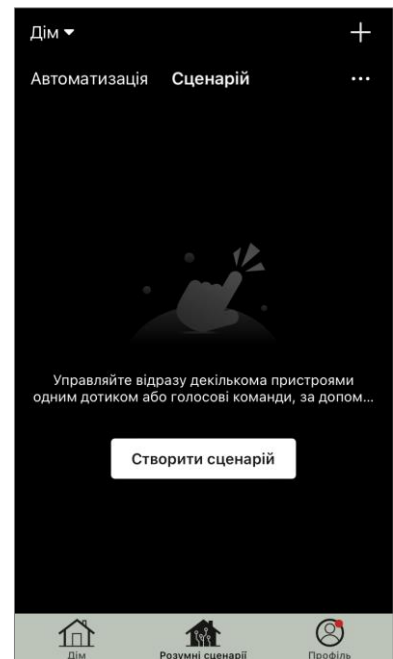 Дім
Автоматизація Сценарій
Управляйте відразу декількома пристроями
одним дотиком або голосові команди, за допом...
Створити сценарій
Дім Розумні сценарії Профіль